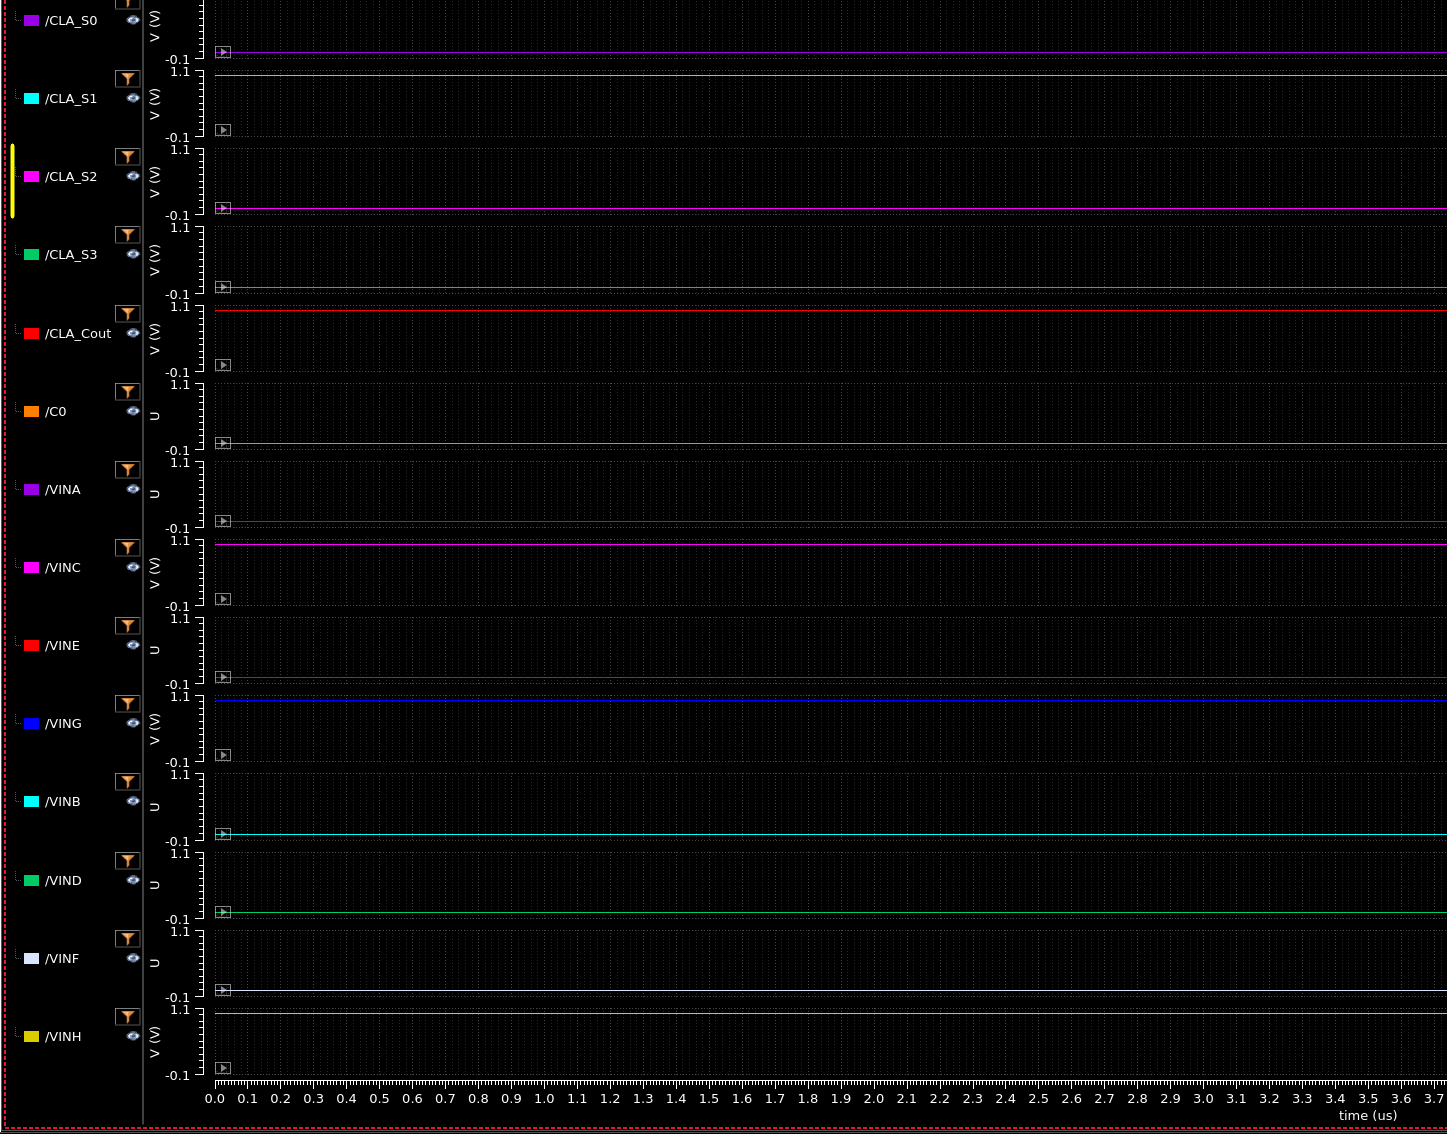 /CLA_S0
V (V)
-0.1
1.1
/CLA_S1
V (V)
-0.1
1.1
/CLA_S2
V (V)
-0.1
1.1
/CLA_S3
V (V)
-0.1
1.1
/CLA_Cout
V (V)
-0.1
1.1
/C0
U
-0.1
1.1
/VINA
U
-0.1
1.1
/VINC
V (V)
-0.1
1.1
/VINE
U
-0.1
1.1
/VING
V (V)
-0.1
1.1
/VINB
U
-0.1
1.1
/VIND
U
-0.1
1.1
/VINF
U
-0.1
1.1
/VINH
V (V)
-0.1
0.0 0.1 0.2 0.3 0.4 0.5 0.6 0.7 0.8 0.9 1.0 1.1 1.2 1.3 1.4 1.5 1.6 1.7 1.8 1.9 2.0 2.1 2.2 2.3 2.4 2.5 2.6 2.7 2.8 2.9 3.0 3.1 3.2 3.3 3.4 3.5 3.6 3.7
time (us)